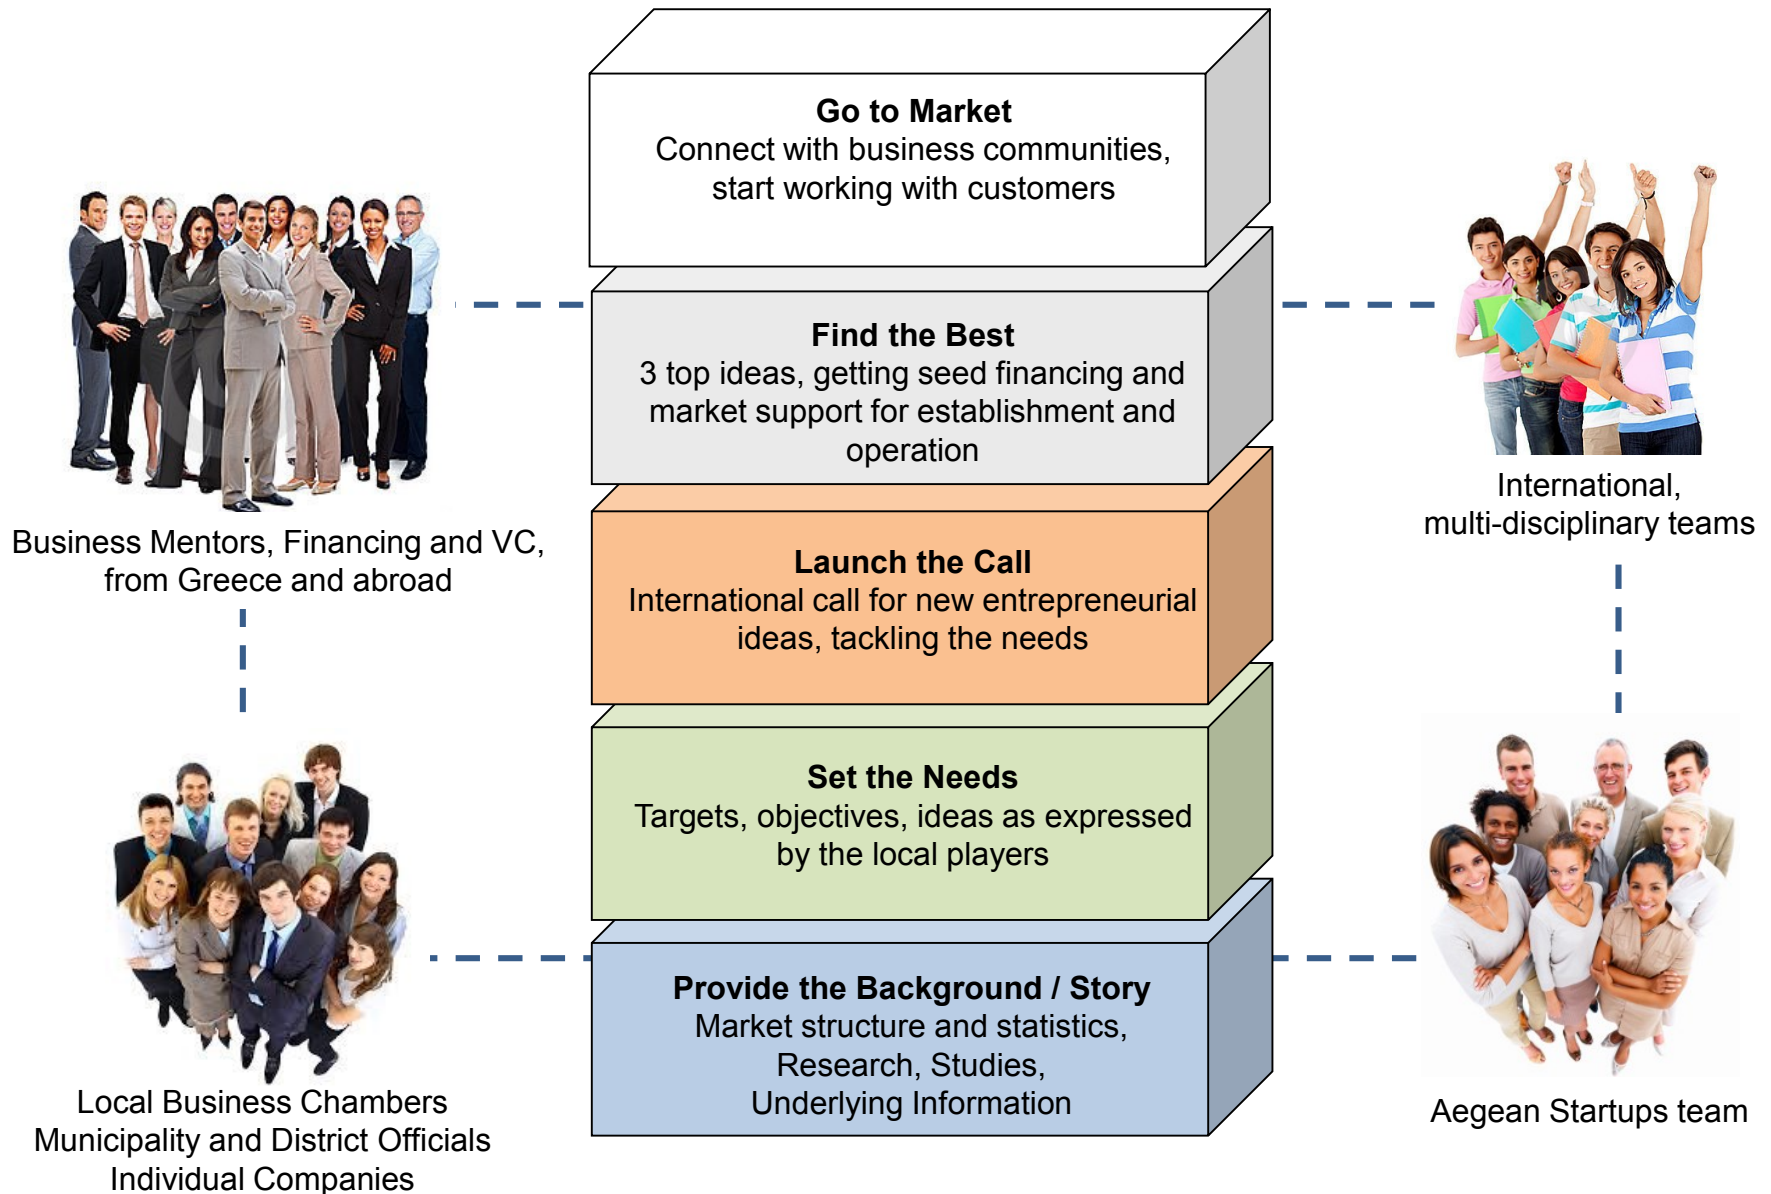 Go to Market
Connect with business communities,
start working with customers
Find the Best
3 top ideas, getting seed financing and
market support for establishment and
operation
Launch the Call
International call for new entrepreneurial
ideas, tackling the needs
Set the Needs
Targets, objectives, ideas as expressed
by the local players
Provide the Background / Story
Market structure and statistics,
Research, Studies,
Underlying Information
Business Mentors, Financing and VC,
from Greece and abroad
Local Business Chambers
Municipality and District Officials
Individual Companies
International,
multi-disciplinary teams
Aegean Startups team